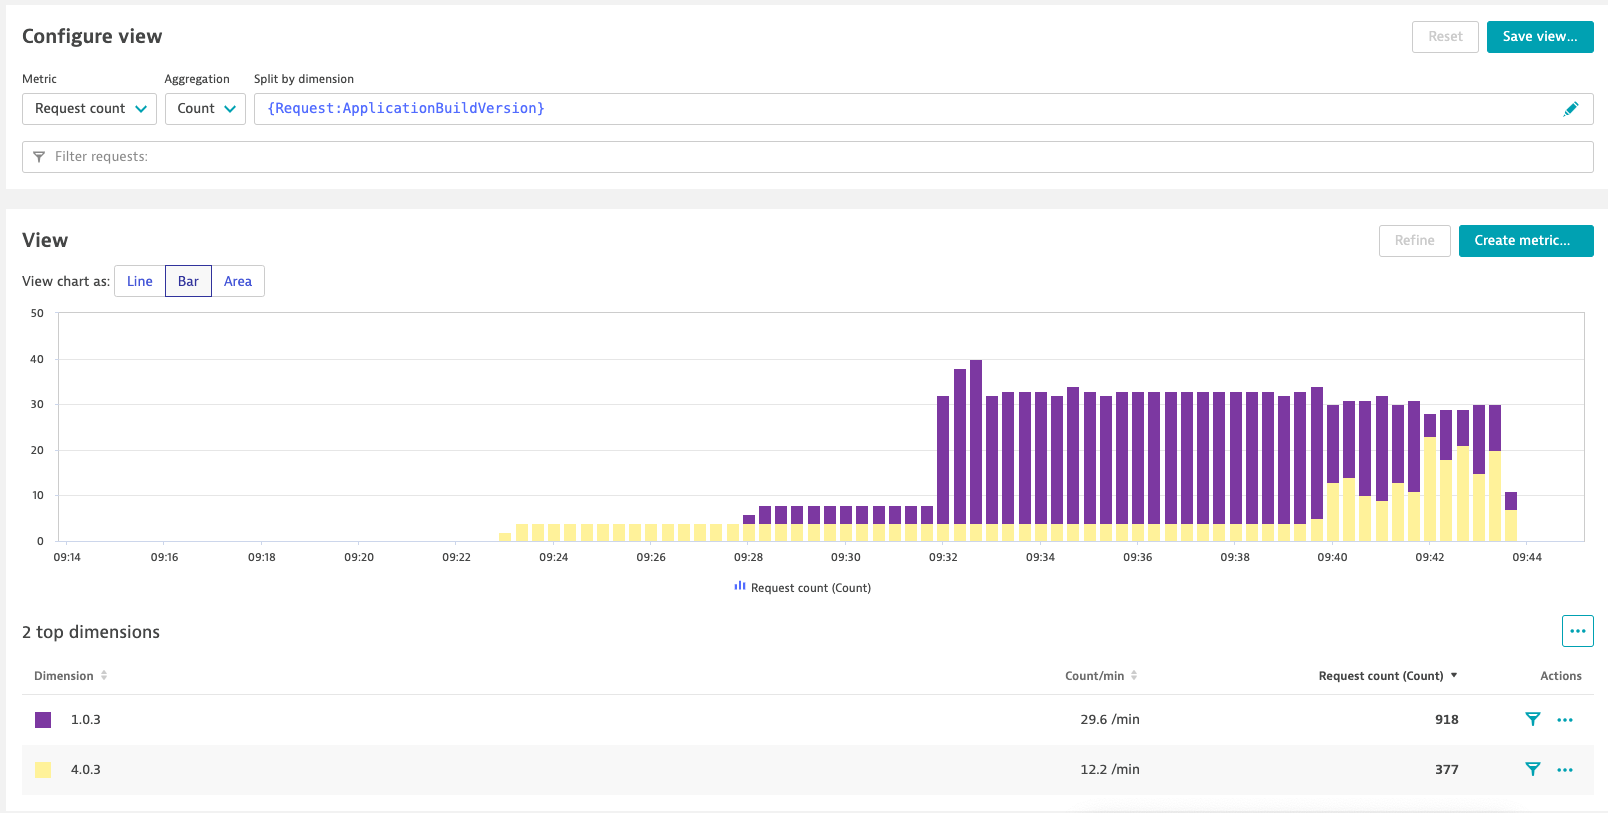 Configure view
Reset
Save view...
Metric
Aggregation
Split by dimension
Request count
Count
{Request:ApplicationBuildVersion}
Filter requests:
View
Refine
Create metric...
View chart as:
Line
Bar
Area
50
40
30
20
10
0
09:14 09:16 09:18 09:20 09:22 09:24 09:26 09:28 09:30 09:32 09:34 09:36 09:38 09:40 09:42 09:44
Request count (Count)
2 top dimensions
...
Dimension Count/min Request count (Count) Actions
1.0.3 29.6 /min 918 ...
4.0.3 12.2 /min 377 ...